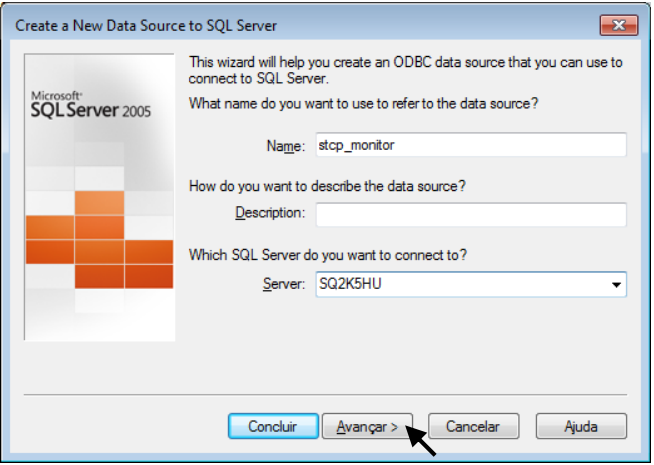 Create a New Data Source to SQL Server
Microsoft
SQL Server 2005
This wizard will help you create an ODBC data source that you can use to
connect to SQL Server.
What name do you want to use to refer to the data source?
Name: stcp_monitor
How do you want to describe the data source?
Description:
Which SQL Server do you want to connect to?
Server: SQ2K5HU
Concluir Avançar > Cancelar Ajuda